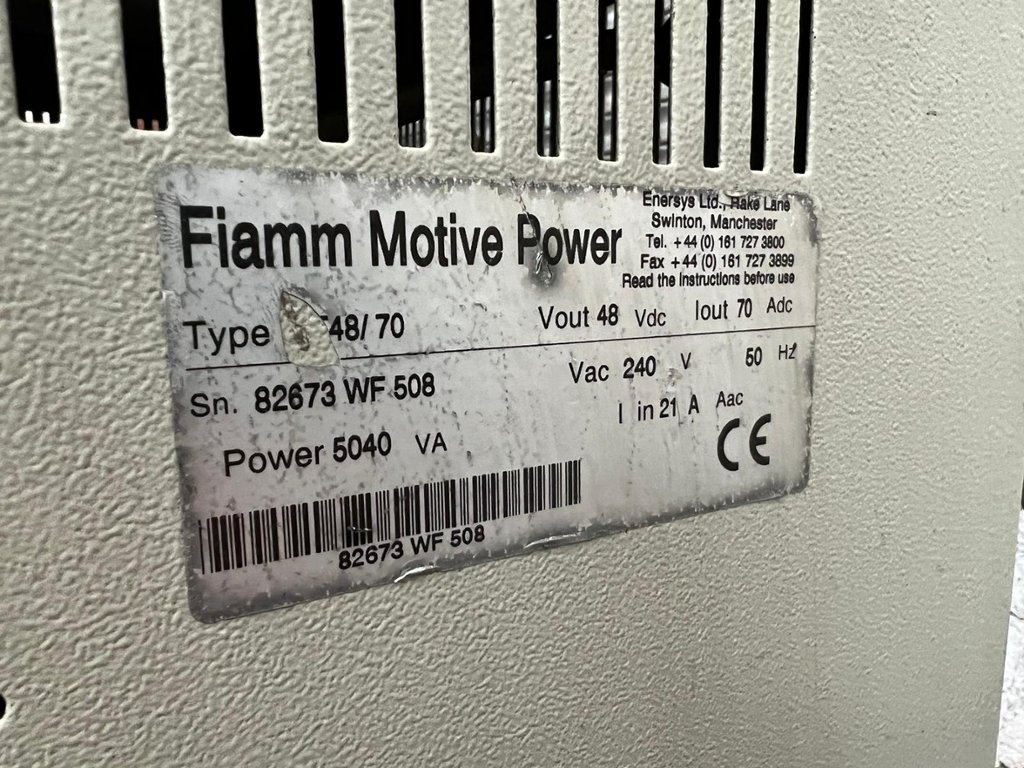 Fiamm Motive Power
Enersys Ltd., Rake Lane
Swinton, Manchester
Tel. +44 (0) 161 727 3800
Fax +44 (0) 161 727 3899
Read the instructions before use
Type 48/ 70
Vout 48 Vdc Iout 70 Adc
Sn. 82673 WF 508
Vac 240 V 50 Hz
Power 5040 VA
I in 21 A Aac
CE
82673 WF 508